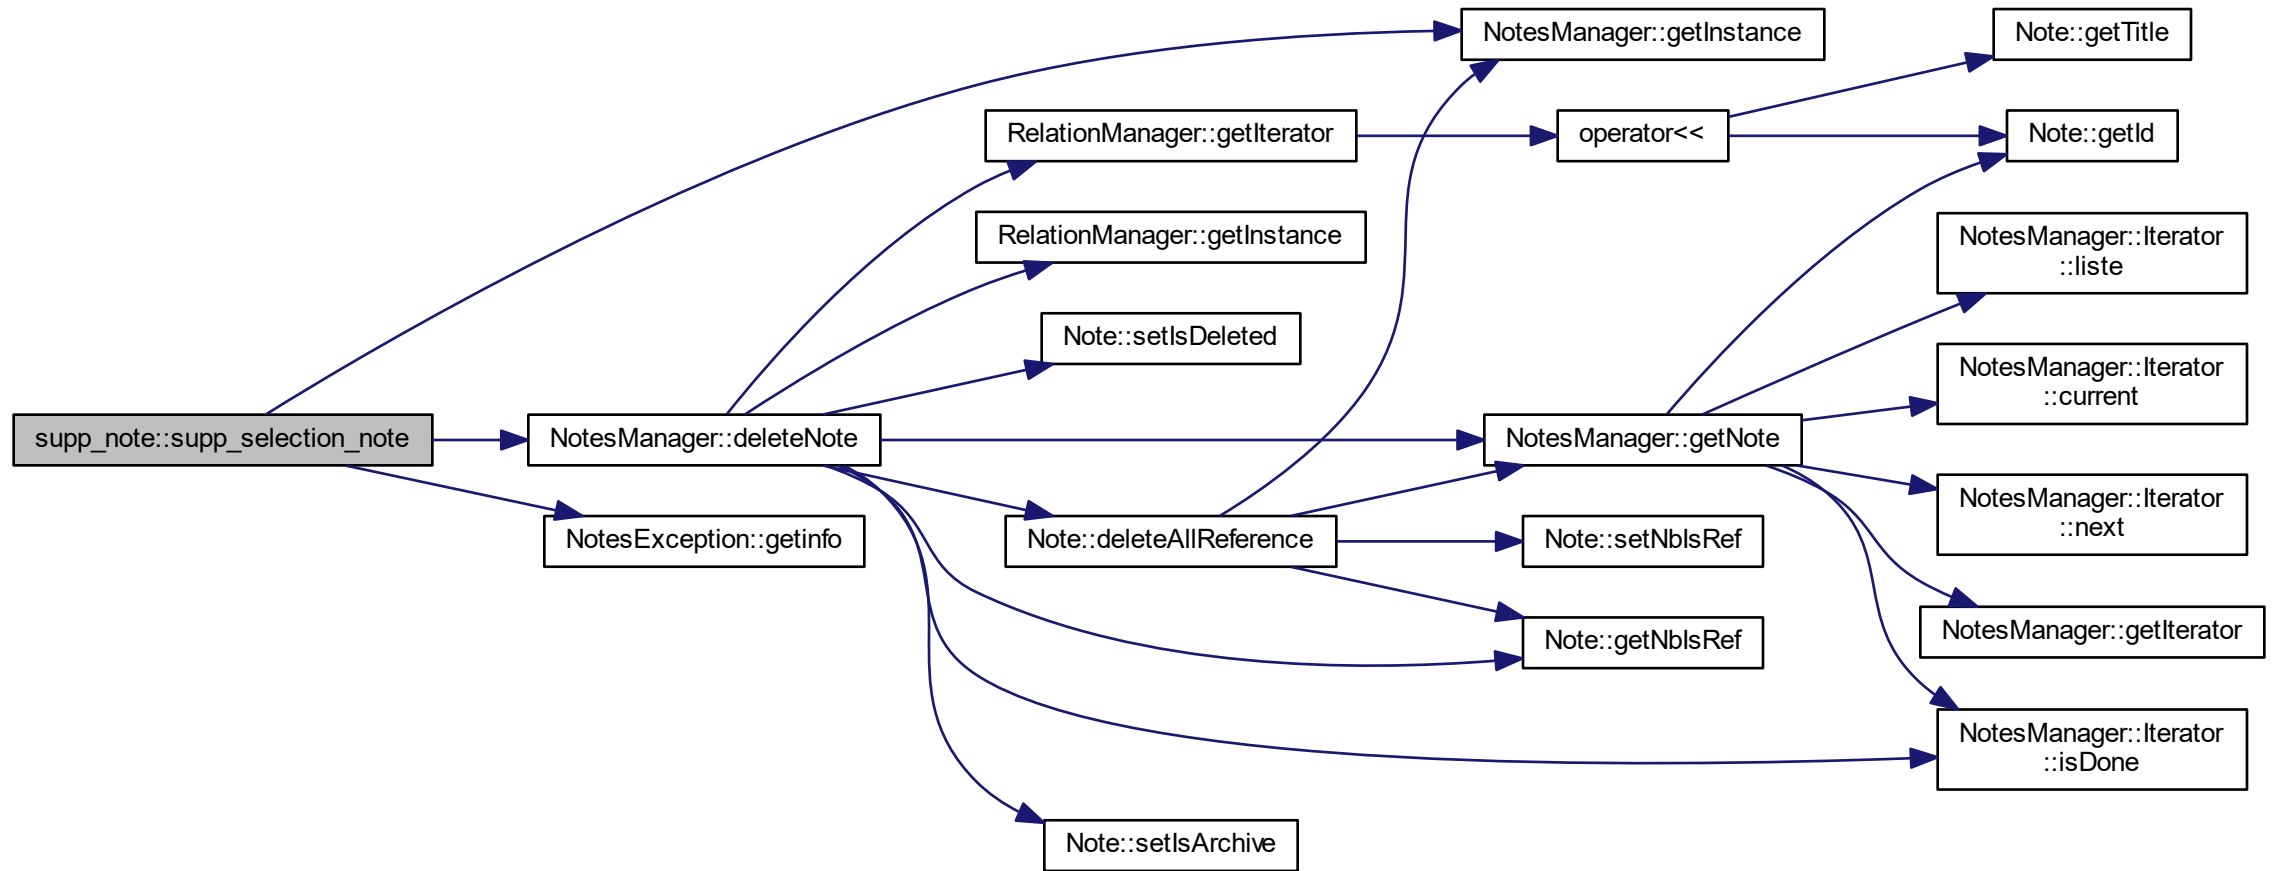 NotesManager::getInstance
Note::getTitle
RelationManager::getIterator
operator<<
Note::getId
RelationManager::getInstance
NotesManager::Iterator
::liste
Note::setIsDeleted
NotesManager::Iterator
::current
supp_note::supp_selection_note
NotesManager::deleteNote
NotesManager::getNote
NotesManager::Iterator
::next
NotesException::getinfo
Note::deleteAllReference
Note::setNbIsRef
NotesManager::getIterator
Note::getNbIsRef
NotesManager::Iterator
::isDone
Note::setIsArchive